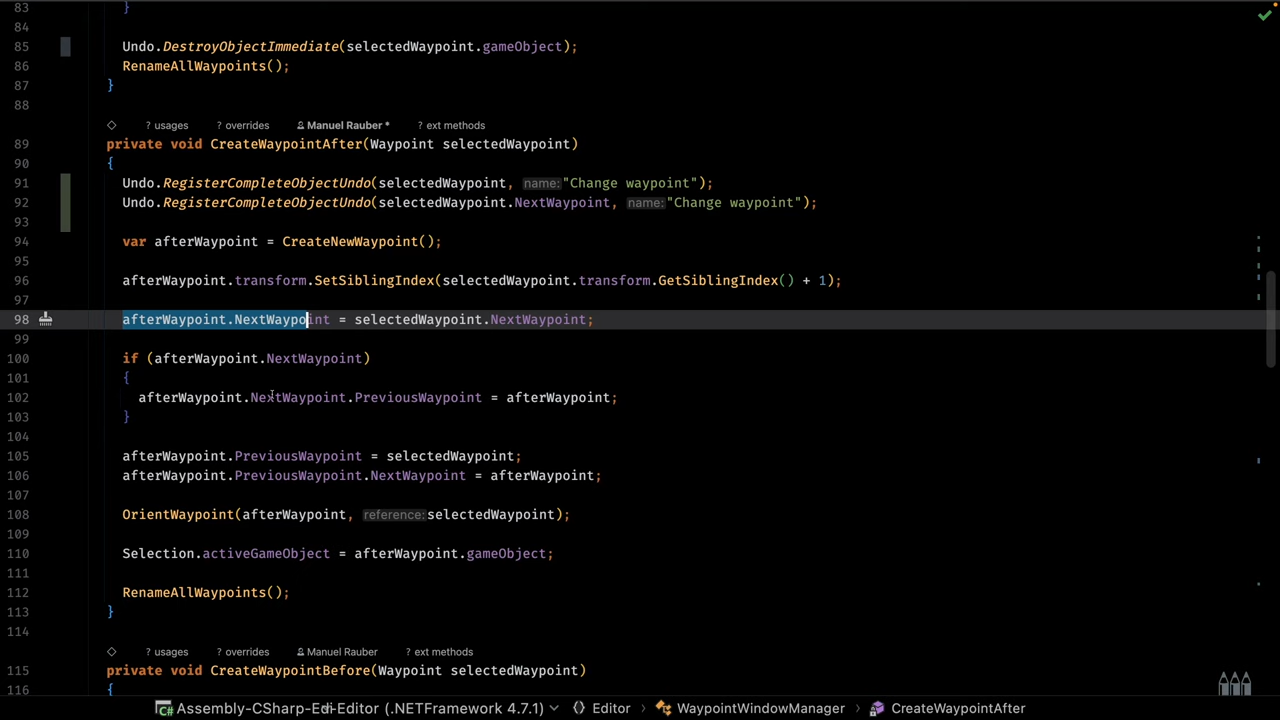 83 }
84
85 Undo.DestroyObjectImmediate(selectedWaypoint.gameObject);
86 RenameAllWaypoints();
87 }
88
? usages ? overrides Manuel Rauber * ? ext methods
89 private void CreateWaypointAfter(Waypoint selectedWaypoint)
90 {
91 Undo.RegisterCompleteObjectUndo(selectedWaypoint, name:"Change waypoint");
92 Undo.RegisterCompleteObjectUndo(selectedWaypoint.NextWaypoint, name:"Change waypoint");
93
94 var afterWaypoint = CreateNewWaypoint();
95
96 afterWaypoint.transform.SetSiblingIndex(selectedWaypoint.transform.GetSiblingIndex() + 1);
97
98 afterWaypoint.NextWaypoint = selectedWaypoint.NextWaypoint;
99
100 if (afterWaypoint.NextWaypoint)
101 {
102 afterWaypoint.NextWaypoint.PreviousWaypoint = afterWaypoint;
103 }
104
105 afterWaypoint.PreviousWaypoint = selectedWaypoint;
106 afterWaypoint.PreviousWaypoint.NextWaypoint = afterWaypoint;
107
108 OrientWaypoint(afterWaypoint, reference:selectedWaypoint);
109
110 Selection.activeGameObject = afterWaypoint.gameObject;
111
112 RenameAllWaypoints();
113 }
114
? usages ? overrides Manuel Rauber ? ext methods
115 private void CreateWaypointBefore(Waypoint selectedWaypoint)
116 {
C# Assembly-CSharp-Edi-Editor (.NETFramework 4.7.1) {} Editor › WaypointWindowManager › CreateWaypointAfter